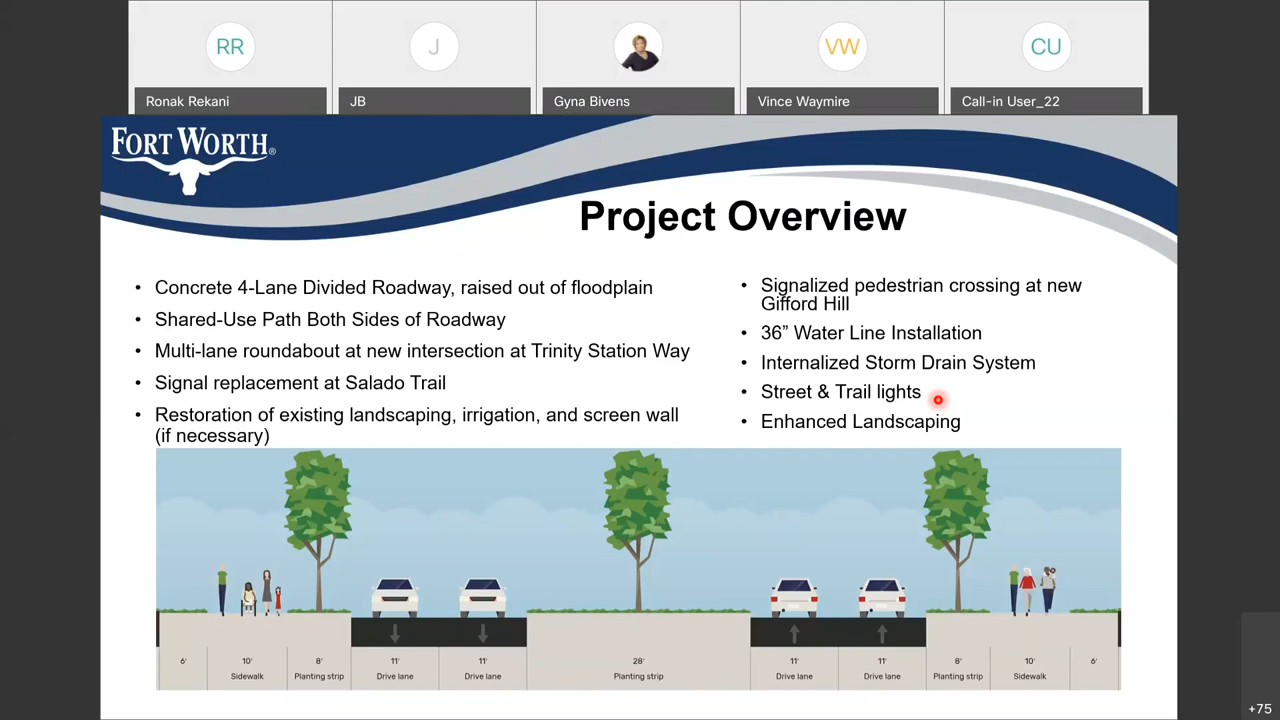 RR
J
VW
CU
Ronak Rekani
JB
Gyna Bivens
Vince Waymire
Call-in User_22
FORT WORTH®
Project Overview
• Concrete 4-Lane Divided Roadway, raised out of floodplain
• Shared-Use Path Both Sides of Roadway
• Multi-lane roundabout at new intersection at Trinity Station Way
• Signal replacement at Salado Trail
• Restoration of existing landscaping, irrigation, and screen wall
(if necessary)
• Signalized pedestrian crossing at new
Gifford Hill
• 36” Water Line Installation
• Internalized Storm Drain System
• Street & Trail lights
• Enhanced Landscaping
6' 10' 8' 11' 11' 28' 11' 11' 8' 10' 6'
Sidewalk Planting strip Drive lane Drive lane Planting strip Drive lane Drive lane Planting strip Sidewalk
+75